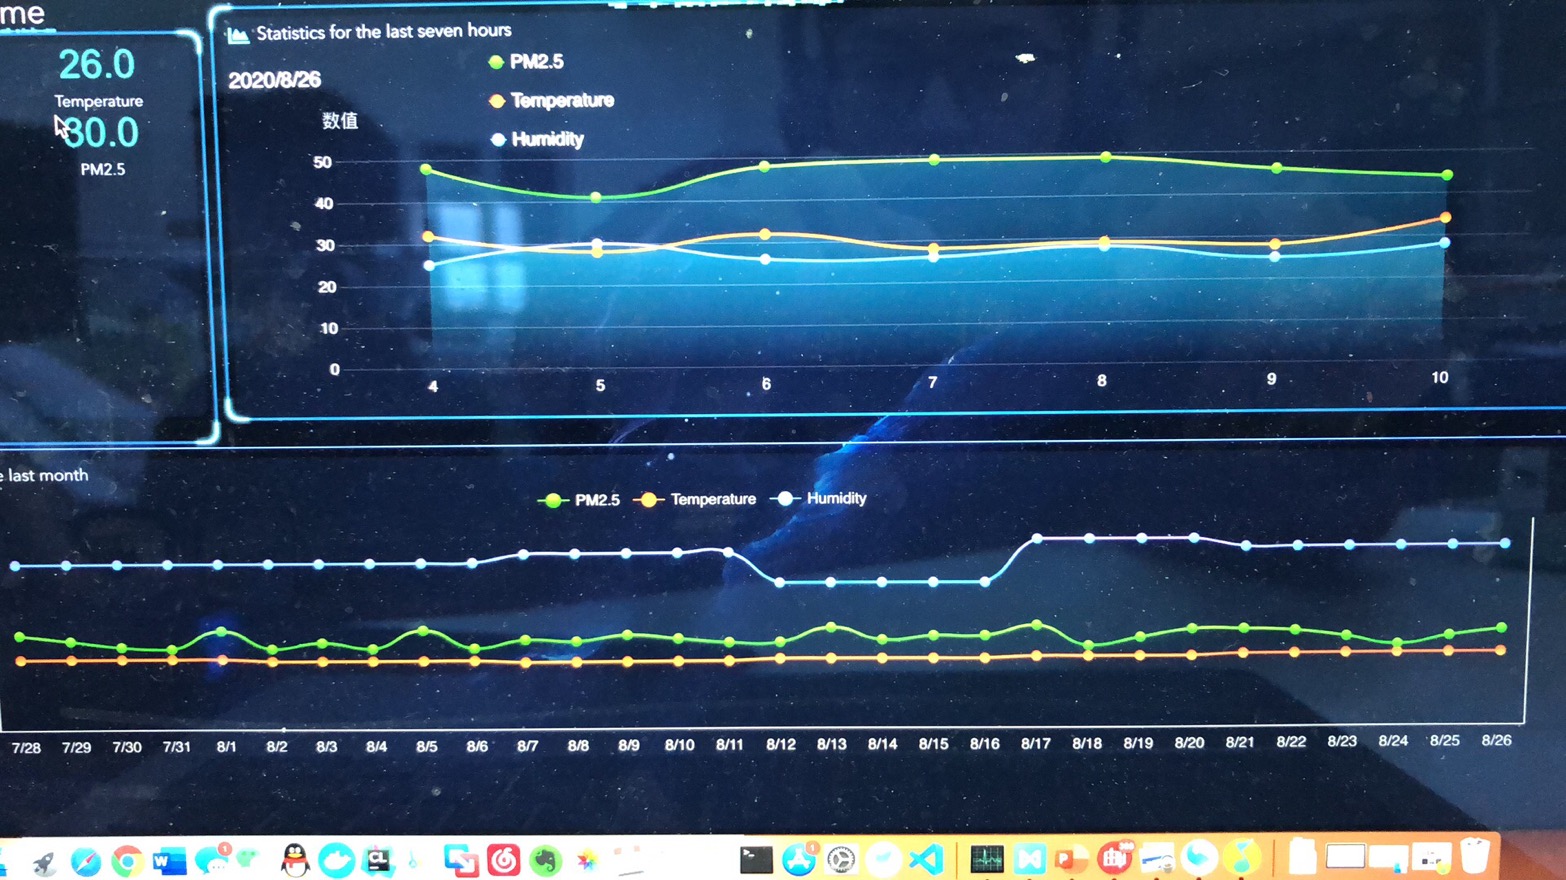 me
26.0
Temperature
30.0
PM2.5
Statistics for the last seven hours
2020/8/26
PM2.5
Temperature
Humidity
数值
50
40
30
20
10
0
4 5 6 7 8 9 10
e last month
PM2.5 Temperature Humidity
7/28 7/29 7/30 7/31 8/1 8/2 8/3 8/4 8/5 8/6 8/7 8/8 8/9 8/10 8/11 8/12 8/13 8/14 8/15 8/16 8/17 8/18 8/19 8/20 8/21 8/22 8/23 8/24 8/25 8/26
W
1
CL
1